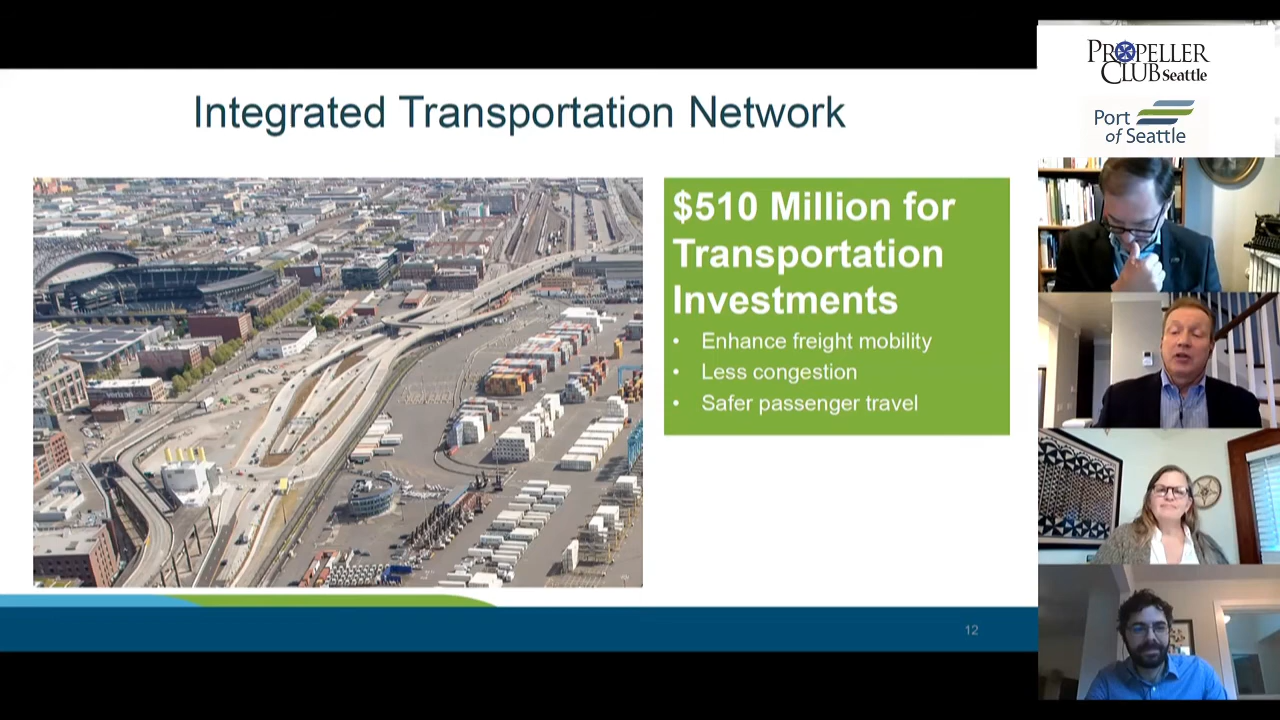 Integrated Transportation Network
$510 Million for
Transportation
Investments
• Enhance freight mobility
• Less congestion
• Safer passenger travel
12
PROPELLER
CLUB Seattle
Port
of Seattle
verizon